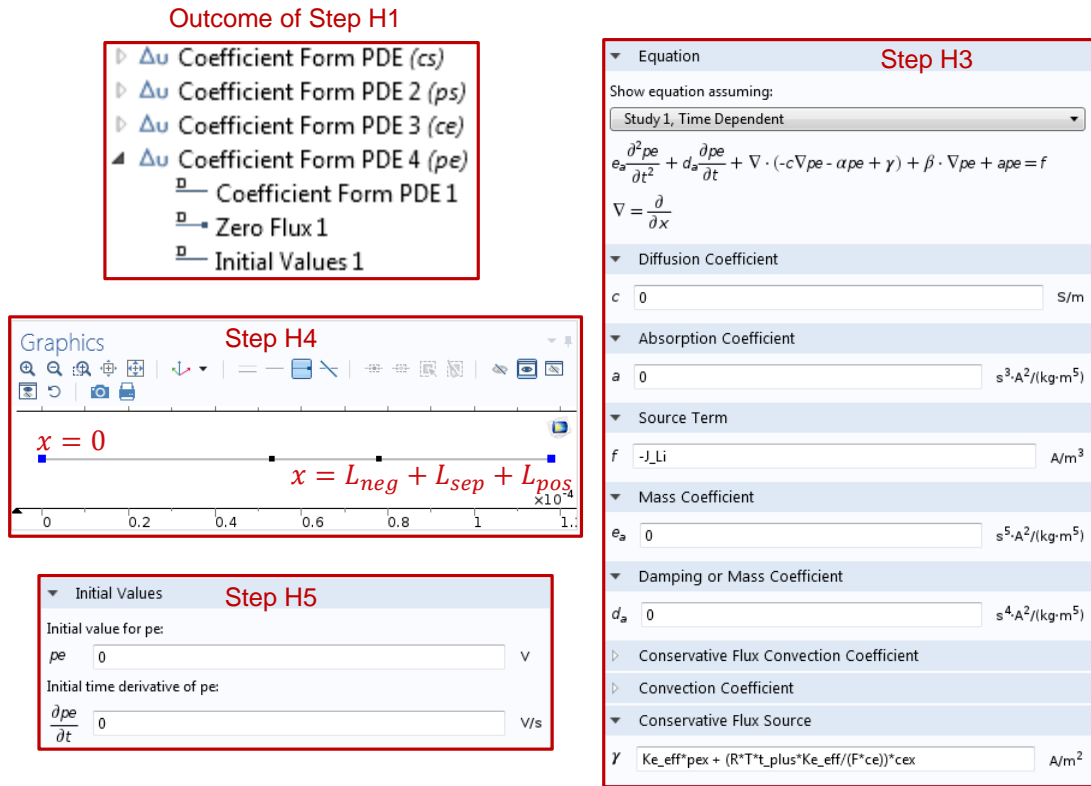 Outcome of Step H1
Δu Coefficient Form PDE (cs)
Δu Coefficient Form PDE 2 (ps)
Δu Coefficient Form PDE 3 (ce)
Δu Coefficient Form PDE 4 (pe)
D Coefficient Form PDE 1
D Zero Flux 1
D Initial Values 1
Graphics
Step H4
x = 0
x = L_neg + L_sep + L_pos
×10⁻⁴
0 0.2 0.4 0.6 0.8 1 1.
Initial Values
Step H5
Initial value for pe:
pe 0 V
Initial time derivative of pe:
∂pe/∂t 0 V/s
Equation
Step H3
Show equation assuming:
Study 1, Time Dependent
e_a ∂²pe/∂t² + d_a ∂pe/∂t + ∇ · (-c∇pe - αpe + γ) + β · ∇pe + ape = f
∇ = ∂/∂x
Diffusion Coefficient
c 0 S/m
Absorption Coefficient
a 0 s³·A²/(kg·m⁵)
Source Term
f -J_Li A/m³
Mass Coefficient
e_a 0 s⁵·A²/(kg·m⁵)
Damping or Mass Coefficient
d_a 0 s⁴·A²/(kg·m⁵)
Conservative Flux Convection Coefficient
Convection Coefficient
Conservative Flux Source
γ Ke_eff*pex + (R*T*t_plus*Ke_eff/(F*ce))*cex A/m²